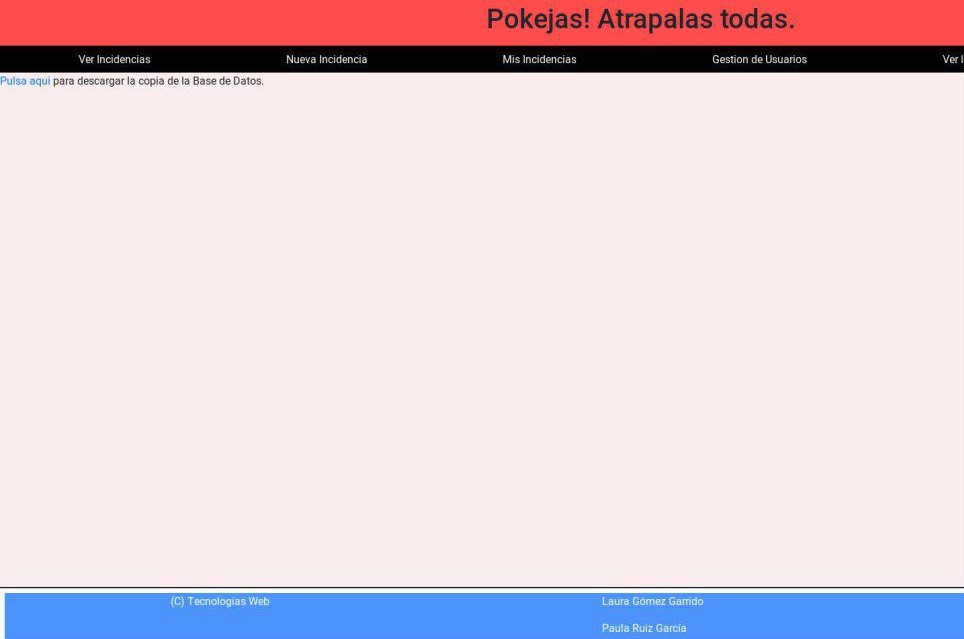 Pokejas! Atrapalas todas.
Ver Incidencias Nueva Incidencia Mis Incidencias Gestion de Usuarios Ver
Pulsa aqui para descargar la copia de la Base de Datos.
(C) Tecnologías Web Laura Gómez Garrido
Paula Ruiz García